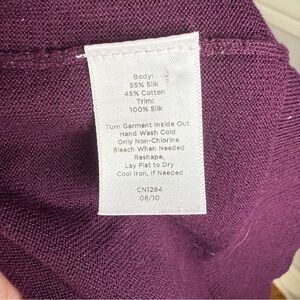 Body:
55% Silk
45% Cotton
Trim:
100% Silk
Turn Garment Inside Out
Hand Wash Cold
Only Non-Chlorine
Bleach When Needed
Reshape,
Lay Flat to Dry
Cool Iron, If Needed
CN1284
06/10